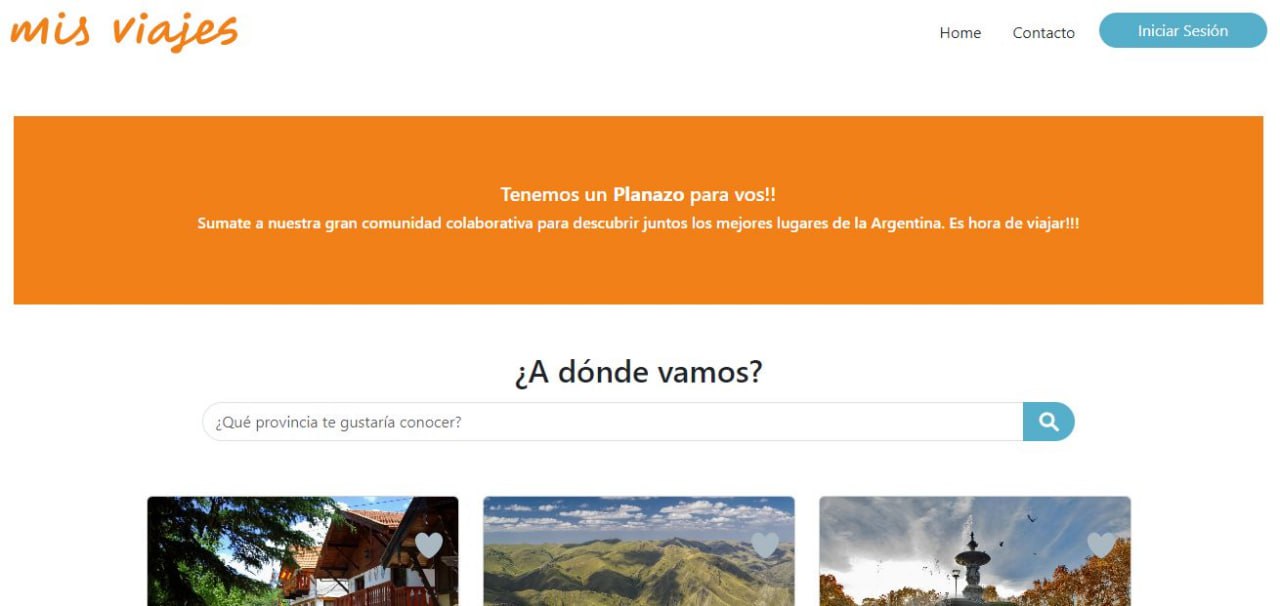 mis viajes
Home
Contacto
Iniciar Sesión
Tenemos un Planazo para vos!!
Sumate a nuestra gran comunidad colaborativa para descubrir juntos los mejores lugares de la Argentina. Es hora de viajar!!!
¿A dónde vamos?
¿Qué provincia te gustaría conocer?